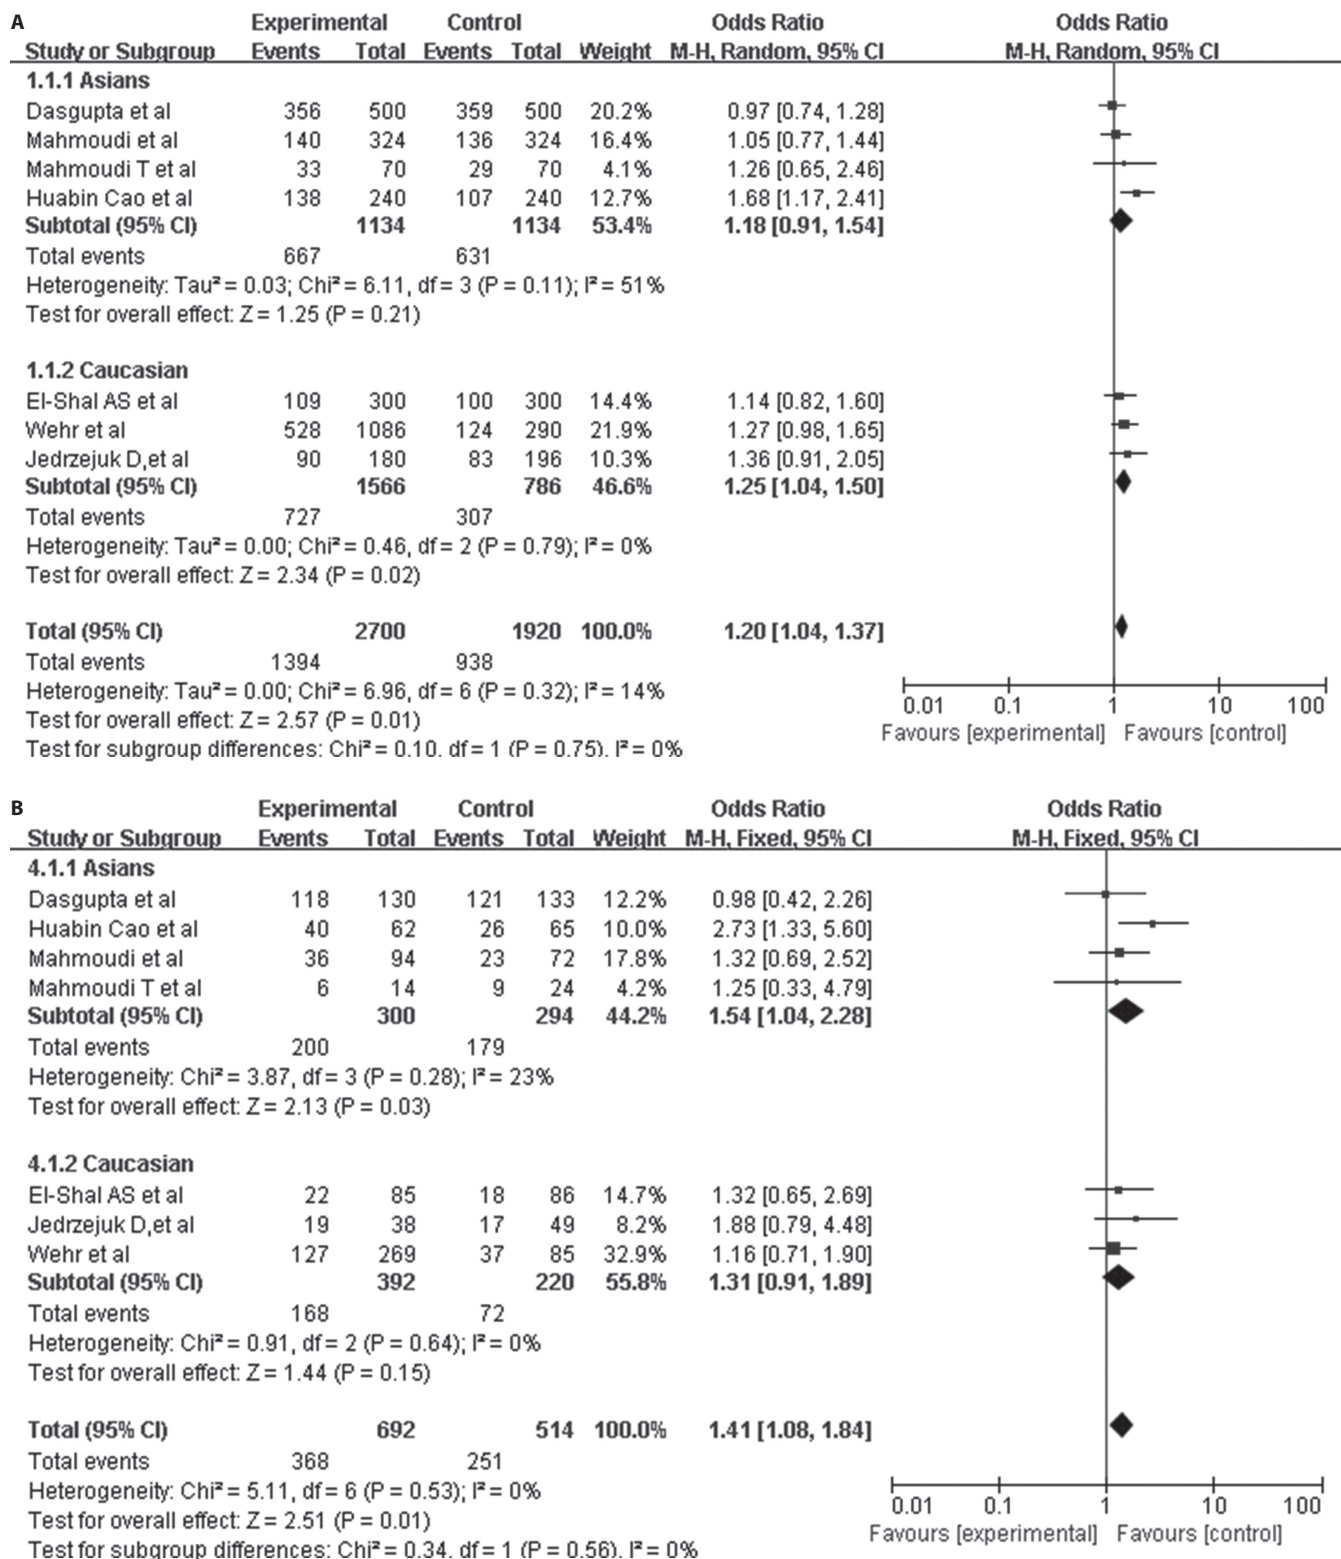 A
Experimental Control Odds Ratio Odds Ratio
Study or Subgroup Events Total Events Total Weight M-H, Random, 95% CI M-H, Random, 95% CI
1.1.1 Asians
Dasgupta et al 356 500 359 500 20.2% 0.97 [0.74, 1.28]
Mahmoudi et al 140 324 136 324 16.4% 1.05 [0.77, 1.44]
Mahmoudi T et al 33 70 29 70 4.1% 1.26 [0.65, 2.46]
Huabin Cao et al 138 240 107 240 12.7% 1.68 [1.17, 2.41]
Subtotal (95% CI) 1134 1134 53.4% 1.18 [0.91, 1.54]
Total events 667 631
Heterogeneity: Tau² = 0.03; Chi² = 6.11, df = 3 (P = 0.11); I² = 51%
Test for overall effect: Z = 1.25 (P = 0.21)
1.1.2 Caucasian
El-Shal AS et al 109 300 100 300 14.4% 1.14 [0.82, 1.60]
Wehr et al 528 1086 124 290 21.9% 1.27 [0.98, 1.65]
Jedrzejuk D,et al 90 180 83 196 10.3% 1.36 [0.91, 2.05]
Subtotal (95% CI) 1566 786 46.6% 1.25 [1.04, 1.50]
Total events 727 307
Heterogeneity: Tau² = 0.00; Chi² = 0.46, df = 2 (P = 0.79); I² = 0%
Test for overall effect: Z = 2.34 (P = 0.02)
Total (95% CI) 2700 1920 100.0% 1.20 [1.04, 1.37]
Total events 1394 938
Heterogeneity: Tau² = 0.00; Chi² = 6.96, df = 6 (P = 0.32); I² = 14%
Test for overall effect: Z = 2.57 (P = 0.01)
Test for subgroup differences: Chi² = 0.10, df = 1 (P = 0.75), I² = 0%
0.01 0.1 1 10 100
Favours [experimental] Favours [control]
B
Experimental Control Odds Ratio Odds Ratio
Study or Subgroup Events Total Events Total Weight M-H, Fixed, 95% CI M-H, Fixed, 95% CI
4.1.1 Asians
Dasgupta et al 118 130 121 133 12.2% 0.98 [0.42, 2.26]
Huabin Cao et al 40 62 26 65 10.0% 2.73 [1.33, 5.60]
Mahmoudi et al 36 94 23 72 17.8% 1.32 [0.69, 2.52]
Mahmoudi T et al 6 14 9 24 4.2% 1.25 [0.33, 4.79]
Subtotal (95% CI) 300 294 44.2% 1.54 [1.04, 2.28]
Total events 200 179
Heterogeneity: Chi² = 3.87, df = 3 (P = 0.28); I² = 23%
Test for overall effect: Z = 2.13 (P = 0.03)
4.1.2 Caucasian
El-Shal AS et al 22 85 18 86 14.7% 1.32 [0.65, 2.69]
Jedrzejuk D,et al 19 38 17 49 8.2% 1.88 [0.79, 4.48]
Wehr et al 127 269 37 85 32.9% 1.16 [0.71, 1.90]
Subtotal (95% CI) 392 220 55.8% 1.31 [0.91, 1.89]
Total events 168 72
Heterogeneity: Chi² = 0.91, df = 2 (P = 0.64); I² = 0%
Test for overall effect: Z = 1.44 (P = 0.15)
Total (95% CI) 692 514 100.0% 1.41 [1.08, 1.84]
Total events 368 251
Heterogeneity: Chi² = 5.11, df = 6 (P = 0.53); I² = 0%
Test for overall effect: Z = 2.51 (P = 0.01)
Test for subgroup differences: Chi² = 0.34, df = 1 (P = 0.56), I² = 0%
0.01 0.1 1 10 100
Favours [experimental] Favours [control]